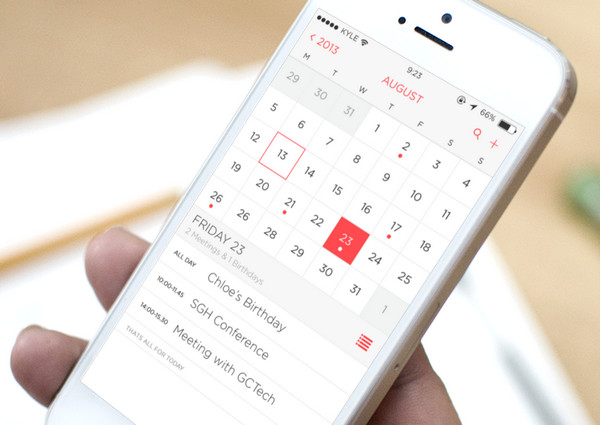 KYLE 9:23 66%
2013 AUGUST
M T W T F S S
29 30 31 1 2 3 4
5 6 7 8 9 10 11
12 13 14 15 16 17 18
19 20 21 22 23 24 25
26 26 28 29 30 31 1
FRIDAY 23
2 Meetings & 1 Birthdays
ALL DAY Chloe's Birthday
10:00-11.45 SGH Conference
14:00-15.30 Meeting with GCTech
THATS ALL FOR TODAY